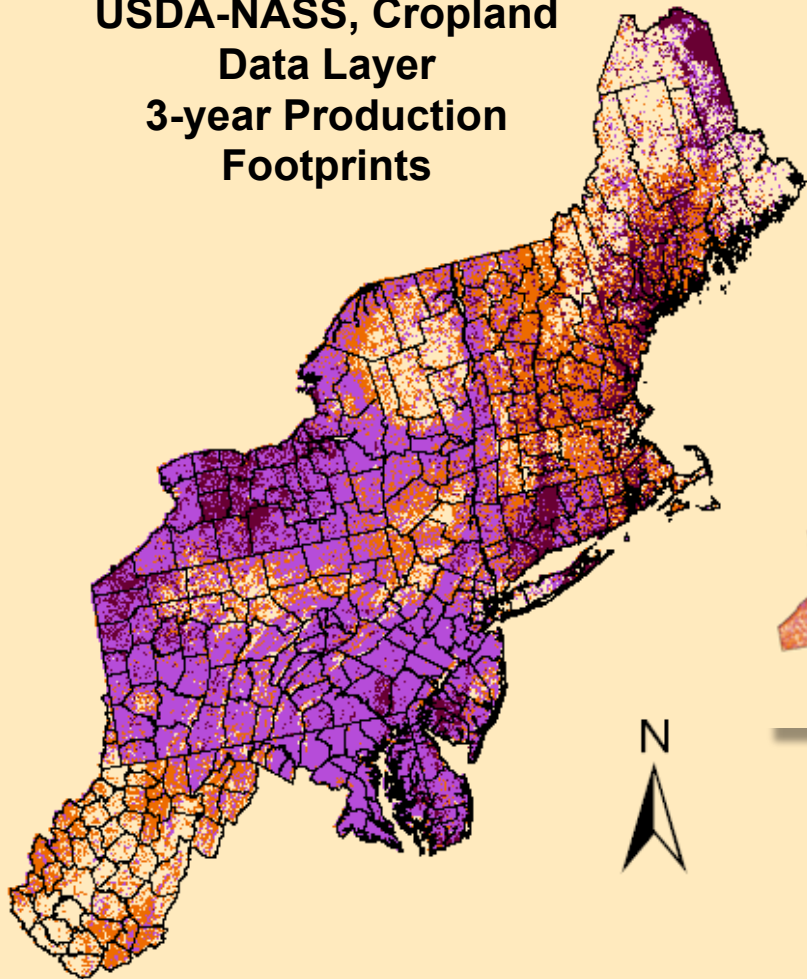 USDA-NASS, Cropland
Data Layer
3-year Production
Footprints
N